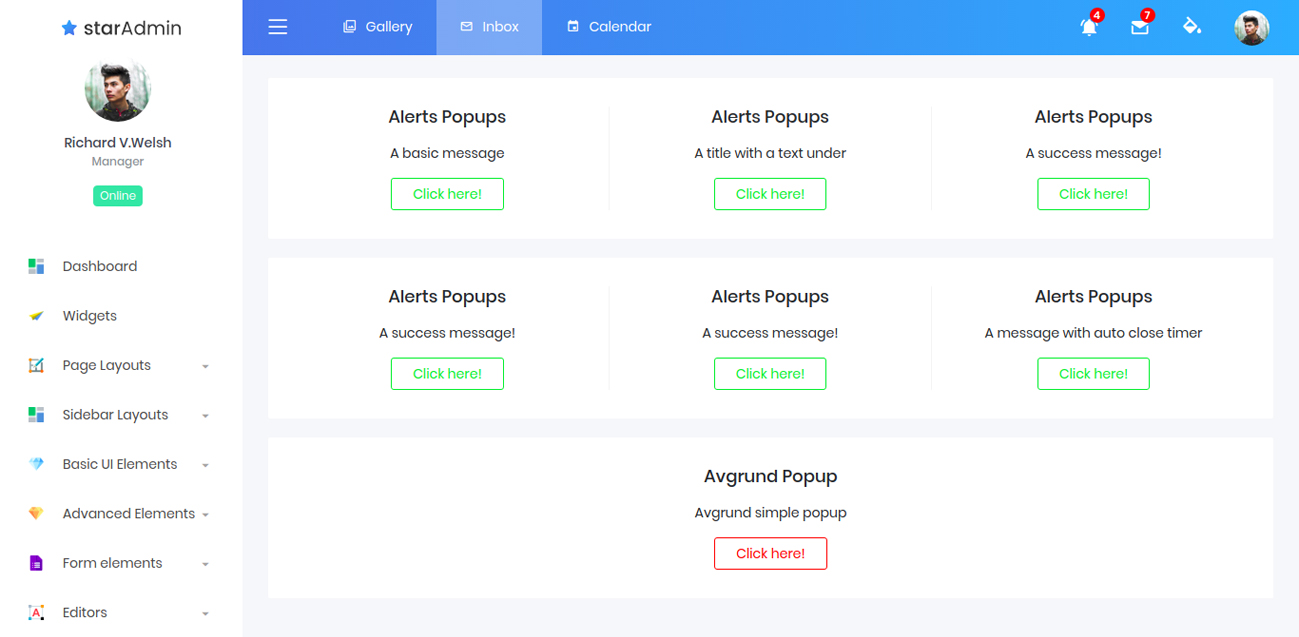 starAdmin
Richard V.Welsh
Manager
Online
Dashboard
Widgets
Page Layouts
Sidebar Layouts
Basic UI Elements
Advanced Elements
Form elements
Editors
Gallery Inbox Calendar 4 7
Alerts Popups Alerts Popups Alerts Popups
A basic message A title with a text under A success message!
Click here! Click here! Click here!
Alerts Popups Alerts Popups Alerts Popups
A success message! A success message! A message with auto close timer
Click here! Click here! Click here!
Avgrund Popup
Avgrund simple popup
Click here!